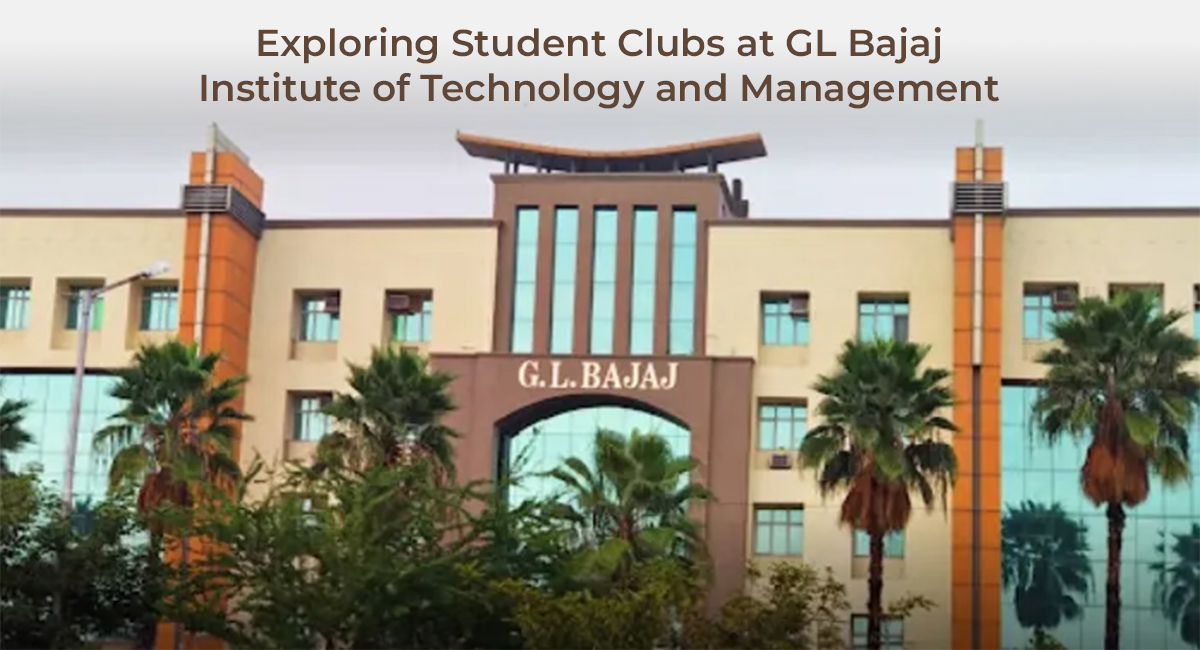 Exploring Student Clubs at GL Bajaj
Institute of Technology and Management
G.L.BAJAJ